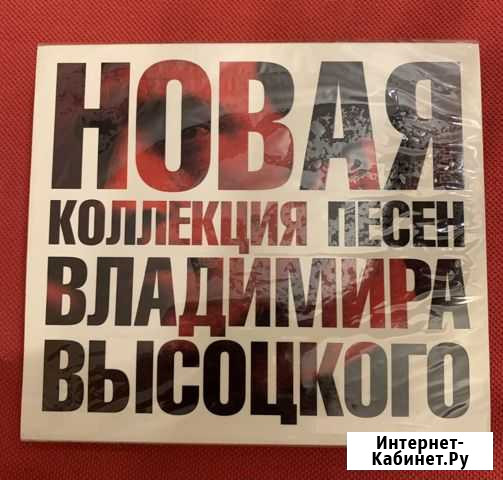 НОВАЯ
КОЛЛЕКЦИЯ ПЕСЕН
ВЛАДИМИРА
ВЫСОЦКОГО
Интернет-
Кабинет.Ру